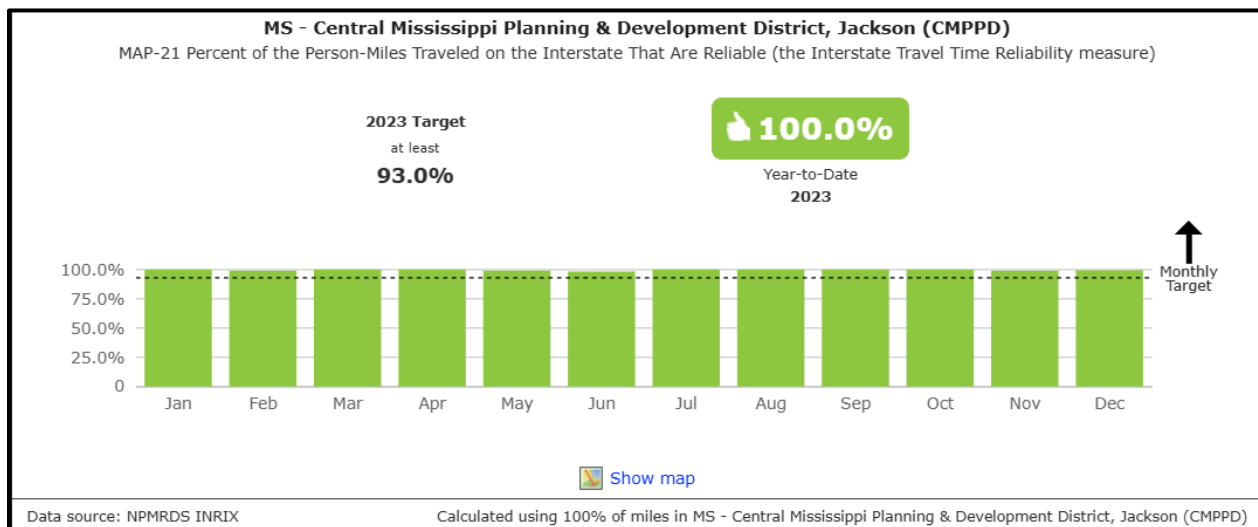 MS - Central Mississippi Planning & Development District, Jackson (CMPPD)
MAP-21 Percent of the Person-Miles Traveled on the Interstate That Are Reliable (the Interstate Travel Time Reliability measure)
2023 Target
at least
93.0%
100.0%
Year-to-Date
2023
Monthly
Target
100.0%
75.0%
50.0%
25.0%
0
Jan Feb Mar Apr May Jun Jul Aug Sep Oct Nov Dec
Show map
Data source: NPMRDS INRIX
Calculated using 100% of miles in MS - Central Mississippi Planning & Development District, Jackson (CMPPD)